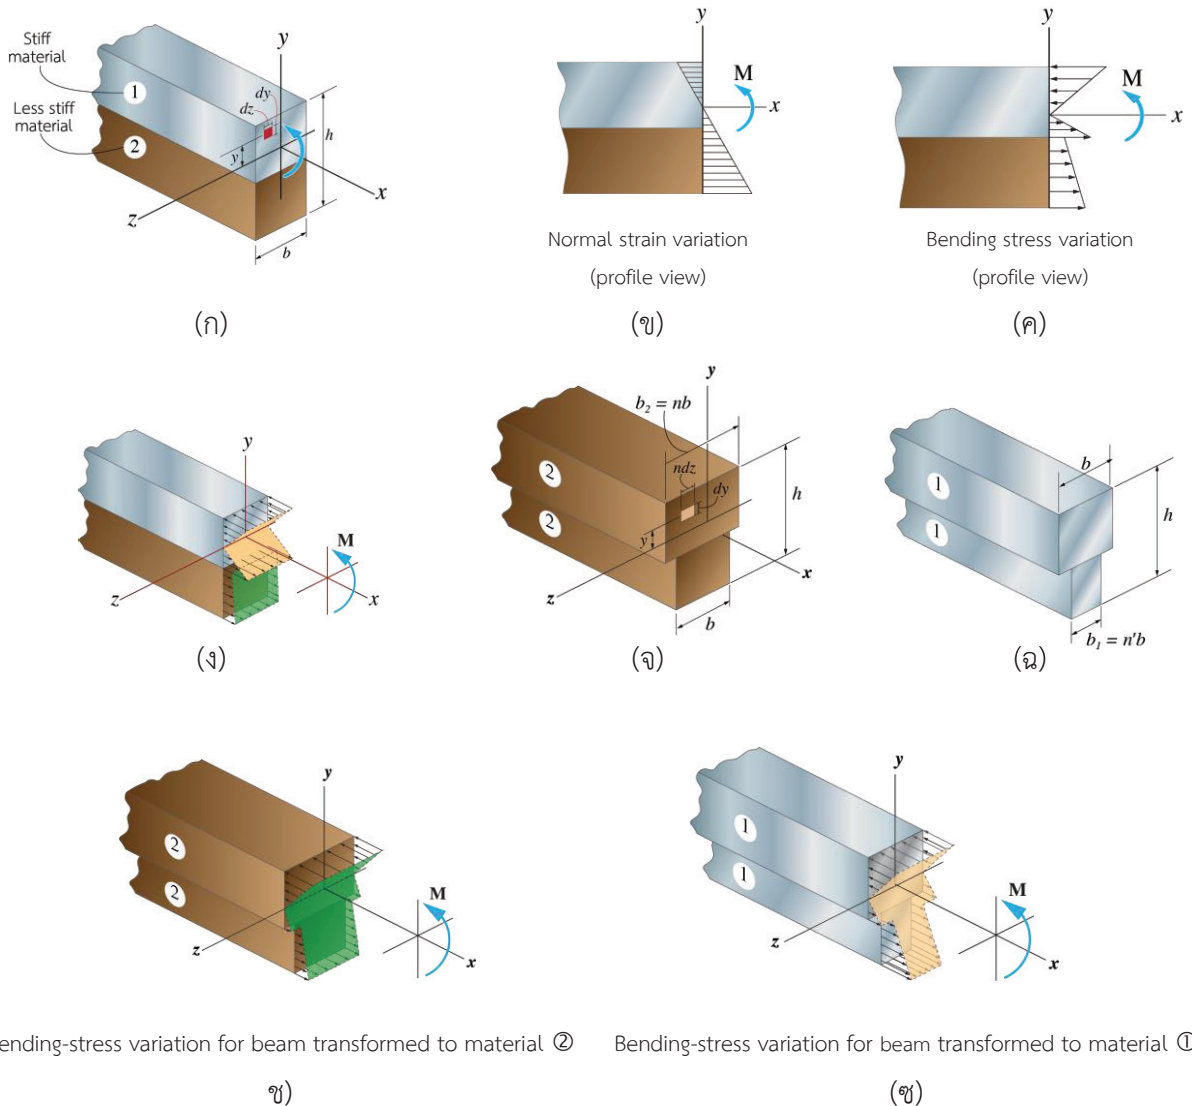 Stiff
material
Less stiff
material
1
2
dy
dz
y
y
h
x
z
b
(ก)
y
M
x
Normal strain variation
(profile view)
(ข)
y
M
x
Bending stress variation
(profile view)
(ค)
y
M
z
x
(ง)
y
b₂ = nb
ndz
dy
2
2
h
y
z
x
b
(จ)
b
1
1
h
b₁ = n'b
(ฉ)
y
2
2
M
z
x
ending-stress variation for beam transformed to material ②
ช)
y
1
1
M
z
x
Bending-stress variation for beam transformed to material ①
(ซ)